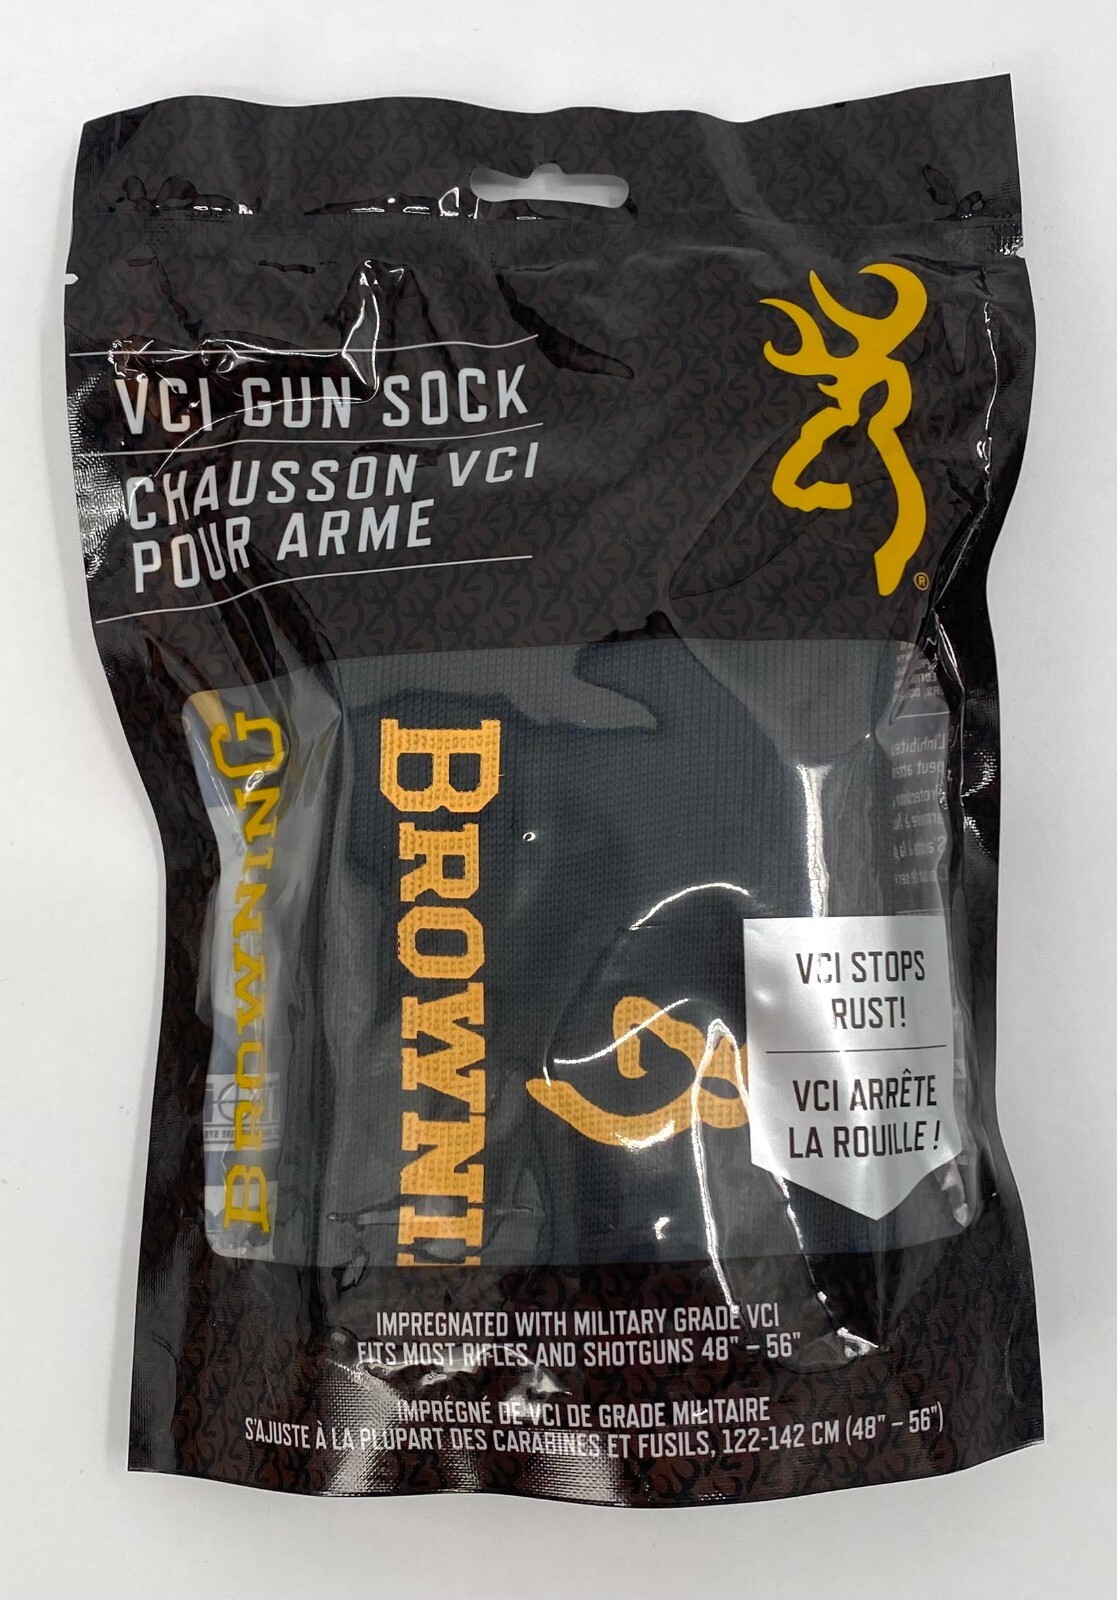 VCI GUN SOCK
CHAUSSON VCI
POUR ARME
®
BROWNING
BROWNI
VCI STOPS
RUST!
VCI ARRÊTE
LA ROUILLE !
IMPREGNATED WITH MILITARY GRADE VCI
FITS MOST RIFLES AND SHOTGUNS 48" – 56"
IMPRÉGNÉ DE VCI DE GRADE MILITAIRE
S'AJUSTE À LA PLUPART DES CARABINES ET FUSILS, 122-142 CM (48" – 56")